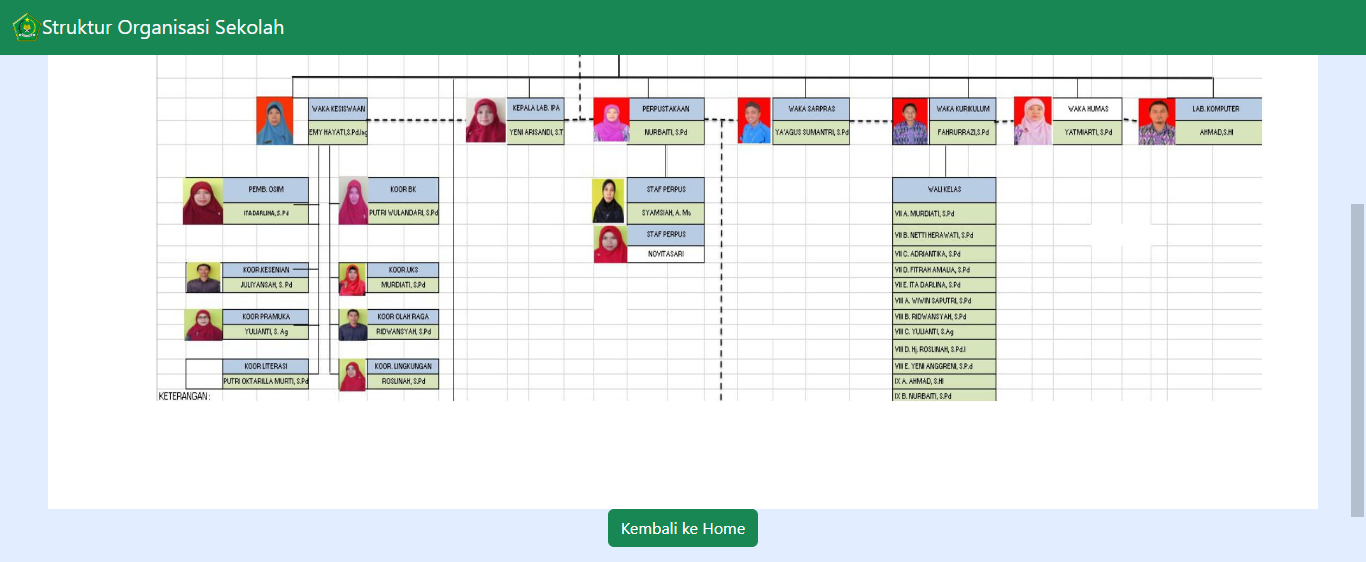 Struktur Organisasi Sekolah
WAKA KESISWAAN
EMY HAYATI,S.Pd.Ing
KEPALA LAB. IPA
YENI ARISANDI, S.T
PERPUSTAKAAN
NURBAITI, S.Pd
WAKA SARPRAS
YA'AGUS SUMANTRI, S.Pd
WAKA KURIKULUM
FAHRURRAZI,S.Pd
WAKA HUMAS
YATMIARTI, S.Pd
LAB. KOMPUTER
AHMAD,S.HI
PEMB. OSIM
ITA DARLINA, S.Pd
KOOR BK
PUTRI WULANDARI, S.Pd
STAF PERPUS
SYAMSIAH, A. Ma
STAF PERPUS
NOVITASARI
KOOR.KESENIAN
JULIYANSAH, S. Pd
KOOR.UKS
MURDIATI, S.Pd
KOOR PRAMUKA
YULIANTI, S. Ag
KOOR OLAH RAGA
RIDWANSYAH, S.Pd
KOOR LITERASI
PUTRI OKTARILLA MURTI, S.Pd
KOOR. LINGKUNGAN
ROSLINAH, S.Pd
WALI KELAS
VII A. MURDIATI, S.Pd
VII B. NETTI HERAWATI, S.Pd
VII C. ADRIANTIKA, S.Pd
VII D. FITRAH AMALIA, S.Pd
VII E. ITA DARLINA, S.Pd
VIII A. WIWIN SAPUTRI, S.Pd
VIII B. RIDWANSYAH, S.Pd
VIII C. YULIANTI, S.Ag
VIII D. Hj. ROSLINAH, S.Pd.I
VIII E. YENI ANGGRENI, S.P.d
IX A. AHMAD, S.HI
IX B. NURBAITI, S.Pd
KETERANGAN :
Kembali ke Home